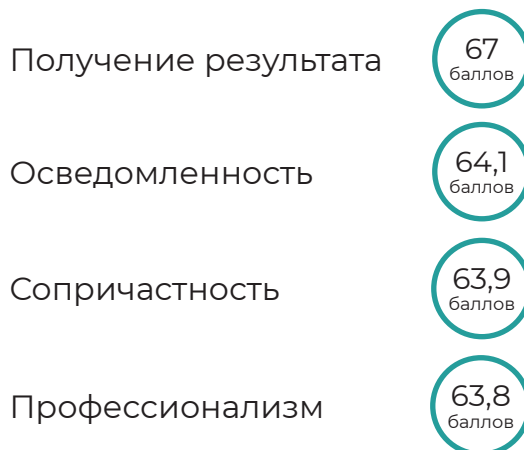 Получение результата
67
баллов
Осведомленность
64,1
баллов
Сопричастность
63,9
баллов
Профессионализм
63,8
баллов